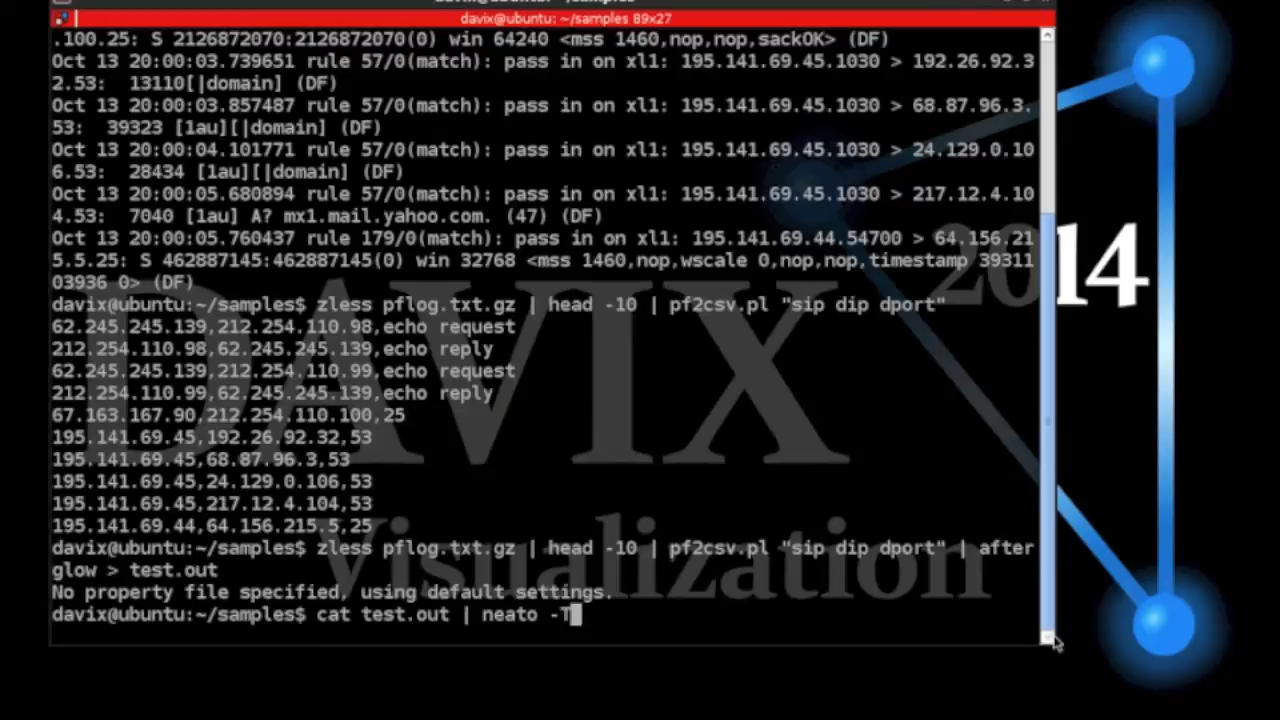 davix@ubuntu: ~/samples
davix@ubuntu: ~/samples 89x27
.100.25: S 2126872070:2126872070(0) win 64240 <mss 1460,nop,nop,sackOK> (DF)
Oct 13 20:00:03.739651 rule 57/0(match): pass in on xl1: 195.141.69.45.1030 > 192.26.92.3
2.53:  13110[|domain] (DF)
Oct 13 20:00:03.857487 rule 57/0(match): pass in on xl1: 195.141.69.45.1030 > 68.87.96.3.
53:  39323 [1au][|domain] (DF)
Oct 13 20:00:04.101771 rule 57/0(match): pass in on xl1: 195.141.69.45.1030 > 24.129.0.10
6.53:  28434 [1au][|domain] (DF)
Oct 13 20:00:05.680894 rule 57/0(match): pass in on xl1: 195.141.69.45.1030 > 217.12.4.10
4.53:  7040 [1au] A? mx1.mail.yahoo.com. (47) (DF)
Oct 13 20:00:05.760437 rule 179/0(match): pass in on xl1: 195.141.69.44.54700 > 64.156.21
5.5.25: S 462887145:462887145(0) win 32768 <mss 1460,nop,wscale 0,nop,nop,timestamp 39311
03936 0> (DF)
davix@ubuntu:~/samples$ zless pflog.txt.gz | head -10 | pf2csv.pl "sip dip dport"
62.245.245.139,212.254.110.98,echo request
212.254.110.98,62.245.245.139,echo reply
62.245.245.139,212.254.110.99,echo request
212.254.110.99,62.245.245.139,echo reply
67.163.167.90,212.254.110.100,25
195.141.69.45,192.26.92.32,53
195.141.69.45,68.87.96.3,53
195.141.69.45,24.129.0.106,53
195.141.69.45,217.12.4.104,53
195.141.69.44,64.156.215.5,25
davix@ubuntu:~/samples$ zless pflog.txt.gz | head -10 | pf2csv.pl "sip dip dport" | after
glow > test.out
No property file specified, using default settings.
davix@ubuntu:~/samples$ cat test.out | neato -T
2014
DAVIX
Visualization